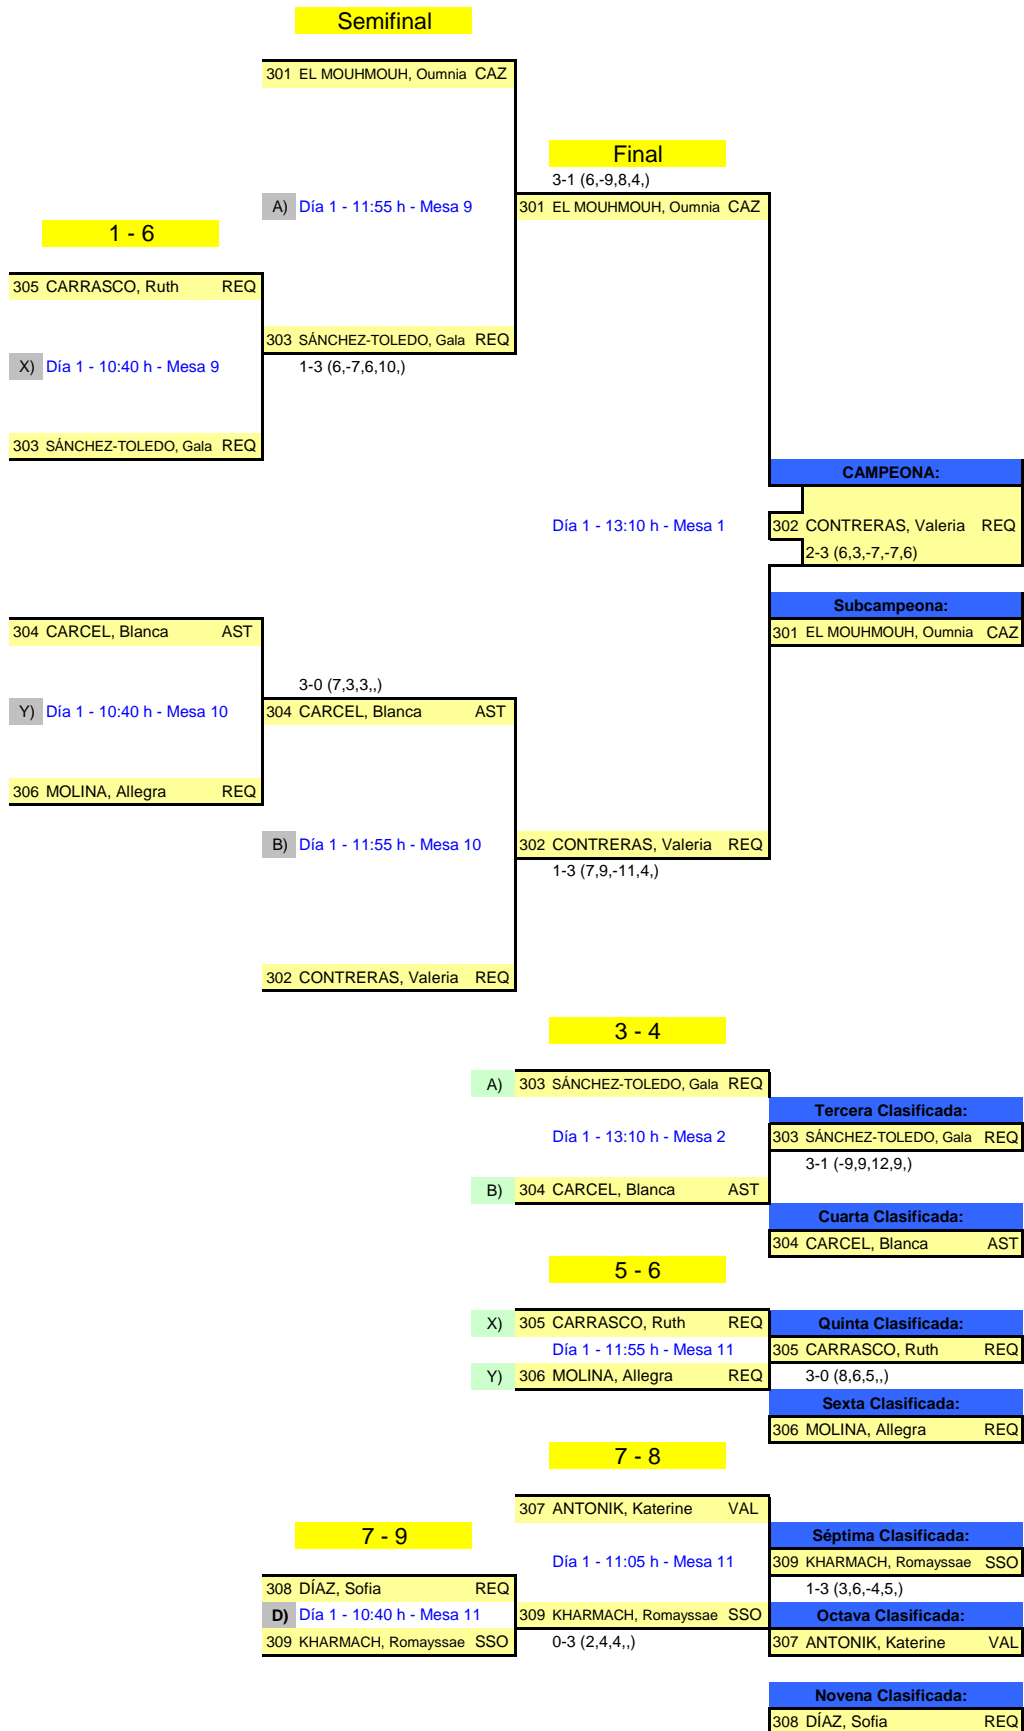 Semifinal
301 EL MOUHMOUH, Oumnia CAZ
Final
3-1 (6,-9,8,4,)
A) Día 1 - 11:55 h - Mesa 9
301 EL MOUHMOUH, Oumnia CAZ
1 - 6
305 CARRASCO, Ruth REQ
303 SÁNCHEZ-TOLEDO, Gala REQ
X) Día 1 - 10:40 h - Mesa 9
1-3 (6,-7,6,10,)
303 SÁNCHEZ-TOLEDO, Gala REQ
CAMPEONA:
Día 1 - 13:10 h - Mesa 1
302 CONTRERAS, Valeria REQ
2-3 (6,3,-7,-7,6)
Subcampeona:
304 CARCEL, Blanca AST
301 EL MOUHMOUH, Oumnia CAZ
3-0 (7,3,3,,)
Y) Día 1 - 10:40 h - Mesa 10
304 CARCEL, Blanca AST
306 MOLINA, Allegra REQ
B) Día 1 - 11:55 h - Mesa 10
302 CONTRERAS, Valeria REQ
1-3 (7,9,-11,4,)
302 CONTRERAS, Valeria REQ
3 - 4
A) 303 SÁNCHEZ-TOLEDO, Gala REQ
Tercera Clasificada:
Día 1 - 13:10 h - Mesa 2
303 SÁNCHEZ-TOLEDO, Gala REQ
3-1 (-9,9,12,9,)
B) 304 CARCEL, Blanca AST
Cuarta Clasificada:
304 CARCEL, Blanca AST
5 - 6
X) 305 CARRASCO, Ruth REQ
Quinta Clasificada:
Día 1 - 11:55 h - Mesa 11
305 CARRASCO, Ruth REQ
Y) 306 MOLINA, Allegra REQ
3-0 (8,6,5,,)
Sexta Clasificada:
306 MOLINA, Allegra REQ
7 - 8
307 ANTONIK, Katerine VAL
7 - 9
Séptima Clasificada:
Día 1 - 11:05 h - Mesa 11
309 KHARMACH, Romayssae SSO
308 DÍAZ, Sofia REQ
1-3 (3,6,-4,5,)
D) Día 1 - 10:40 h - Mesa 11
309 KHARMACH, Romayssae SSO
Octava Clasificada:
309 KHARMACH, Romayssae SSO
0-3 (2,4,4,,)
307 ANTONIK, Katerine VAL
Novena Clasificada:
308 DÍAZ, Sofia REQ